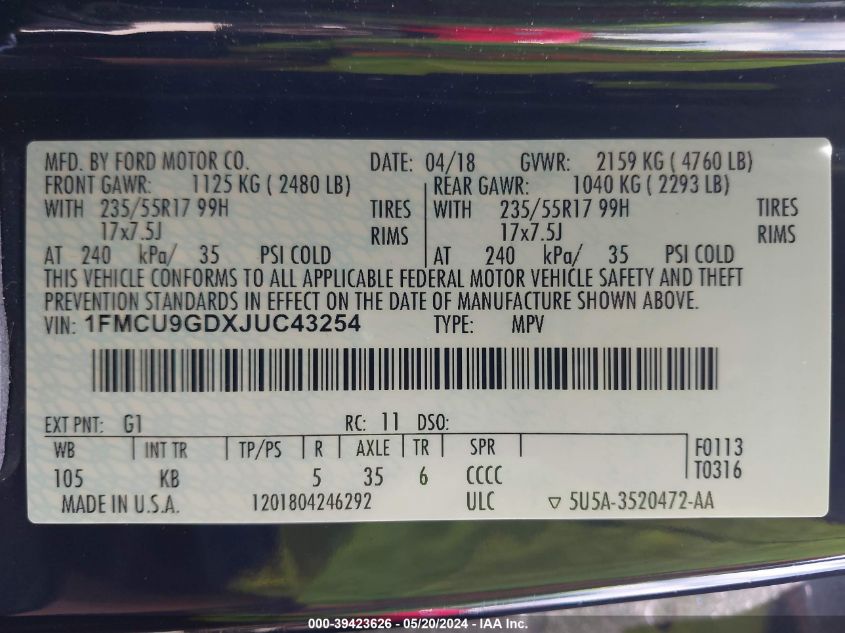 MFD. BY FORD MOTOR CO. DATE: 04/18 GVWR: 2159 KG ( 4760 LB)
FRONT GAWR: 1125 KG ( 2480 LB) REAR GAWR: 1040 KG ( 2293 LB)
WITH 235/55R17 99H TIRES WITH 235/55R17 99H TIRES
17x7.5J RIMS 17x7.5J RIMS
AT 240 kPa/ 35 PSI COLD AT 240 kPa/ 35 PSI COLD
THIS VEHICLE CONFORMS TO ALL APPLICABLE FEDERAL MOTOR VEHICLE SAFETY AND THEFT
PREVENTION STANDARDS IN EFFECT ON THE DATE OF MANUFACTURE SHOWN ABOVE.
VIN: 1FMCU9GDXJUC43254 TYPE: MPV
EXT PNT: G1 RC: 11 DSO:
WB INT TR TP/PS R AXLE TR SPR F0113
105 KB 5 35 6 CCCC T0316
MADE IN U.S.A. 1201804246292 ULC ▽ 5U5A-3520472-AA
000-39423626 - 05/20/2024 - IAA Inc.